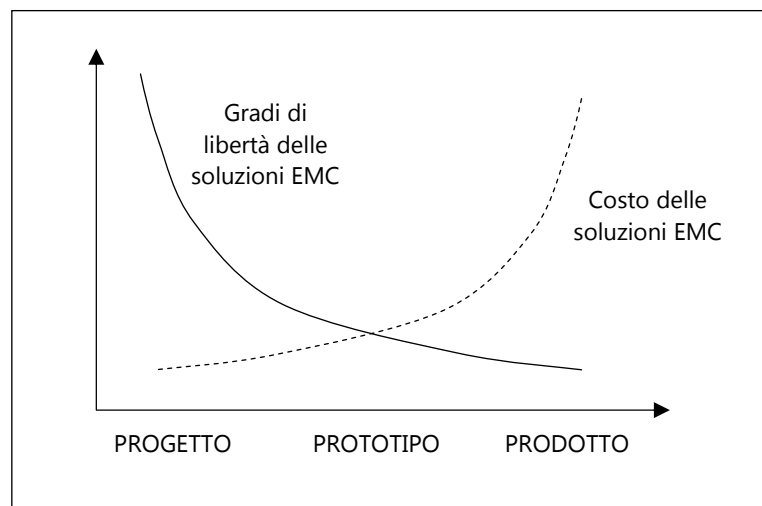 Gradi di
libertà delle
soluzioni EMC
Costo delle
soluzioni EMC
PROGETTO PROTOTIPO PRODOTTO